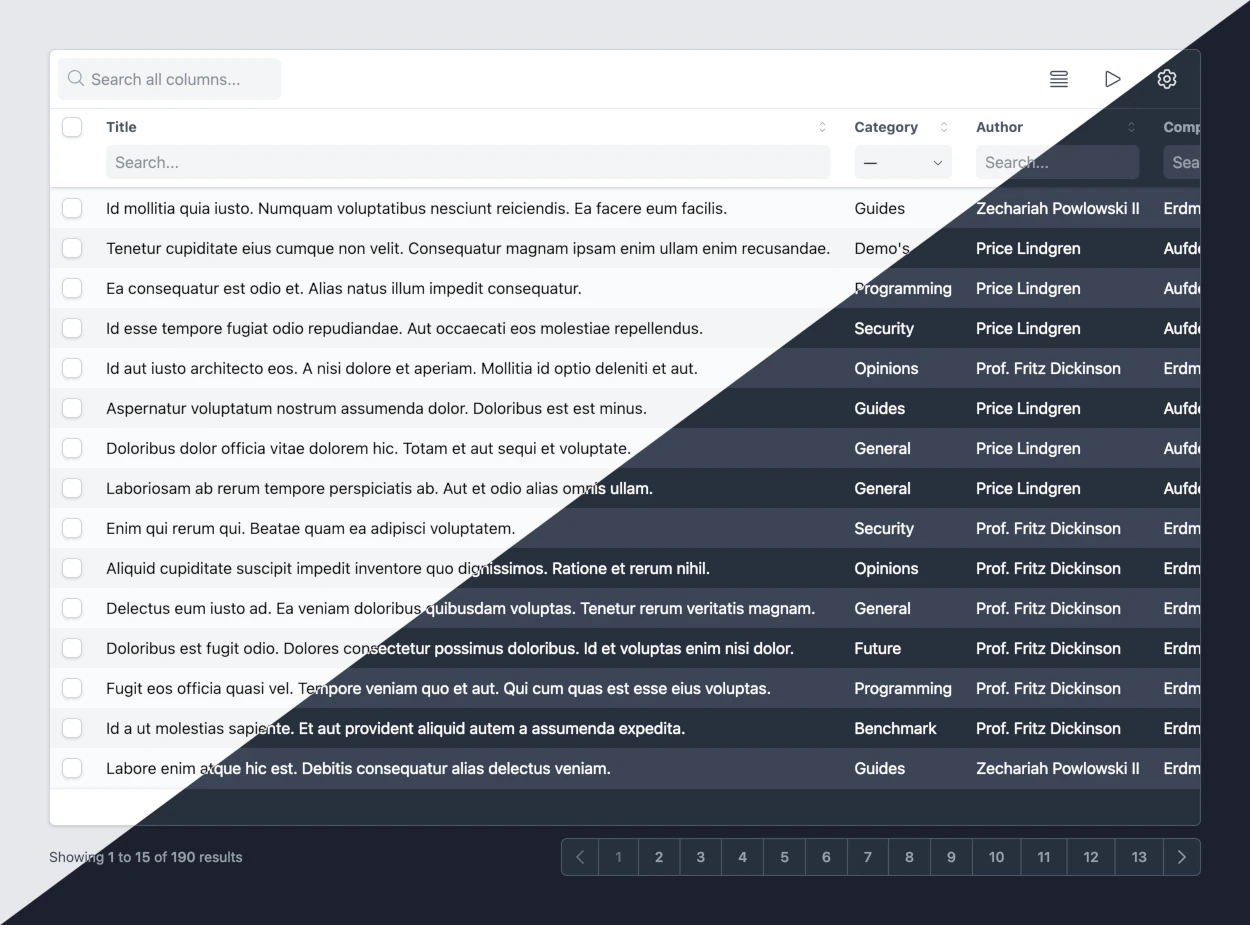 Search all columns...
Title Category Author Comp
Search... — Search... Sea
Id mollitia quia iusto. Numquam voluptatibus nesciunt reiciendis. Ea facere eum facilis. Guides Zechariah Powlowski II Erdm
Tenetur cupiditate eius cumque non velit. Consequatur magnam ipsam enim ullam enim recusandae. Demo's Price Lindgren Aufde
Ea consequatur est odio et. Alias natus illum impedit consequatur. Programming Price Lindgren Aufde
Id esse tempore fugiat odio repudiandae. Aut occaecati eos molestiae repellendus. Security Price Lindgren Aufde
Id aut iusto architecto eos. A nisi dolore et aperiam. Mollitia id optio deleniti et aut. Opinions Prof. Fritz Dickinson Erdm
Aspernatur voluptatum nostrum assumenda dolor. Doloribus est est minus. Guides Price Lindgren Aufde
Doloribus dolor officia vitae dolorem hic. Totam et aut sequi et voluptate. General Price Lindgren Aufde
Laboriosam ab rerum tempore perspiciatis ab. Aut et odio alias omnis ullam. General Price Lindgren Aufde
Enim qui rerum qui. Beatae quam ea adipisci voluptatem. Security Prof. Fritz Dickinson Erdm
Aliquid cupiditate suscipit impedit inventore quo dignissimos. Ratione et rerum nihil. Opinions Prof. Fritz Dickinson Erdm
Delectus eum iusto ad. Ea veniam doloribus quibusdam voluptas. Tenetur rerum veritatis magnam. General Prof. Fritz Dickinson Erdm
Doloribus est fugit odio. Dolores consectetur possimus doloribus. Id et voluptas enim nisi dolor. Future Prof. Fritz Dickinson Erdm
Fugit eos officia quasi vel. Tempore veniam quo et aut. Qui cum quas est esse eius voluptas. Programming Prof. Fritz Dickinson Erdm
Id a ut molestias sapiente. Et aut provident aliquid autem a assumenda expedita. Benchmark Prof. Fritz Dickinson Erdm
Labore enim atque hic est. Debitis consequatur alias delectus veniam. Guides Zechariah Powlowski II Erdm
Showing 1 to 15 of 190 results 1 2 3 4 5 6 7 8 9 10 11 12 13